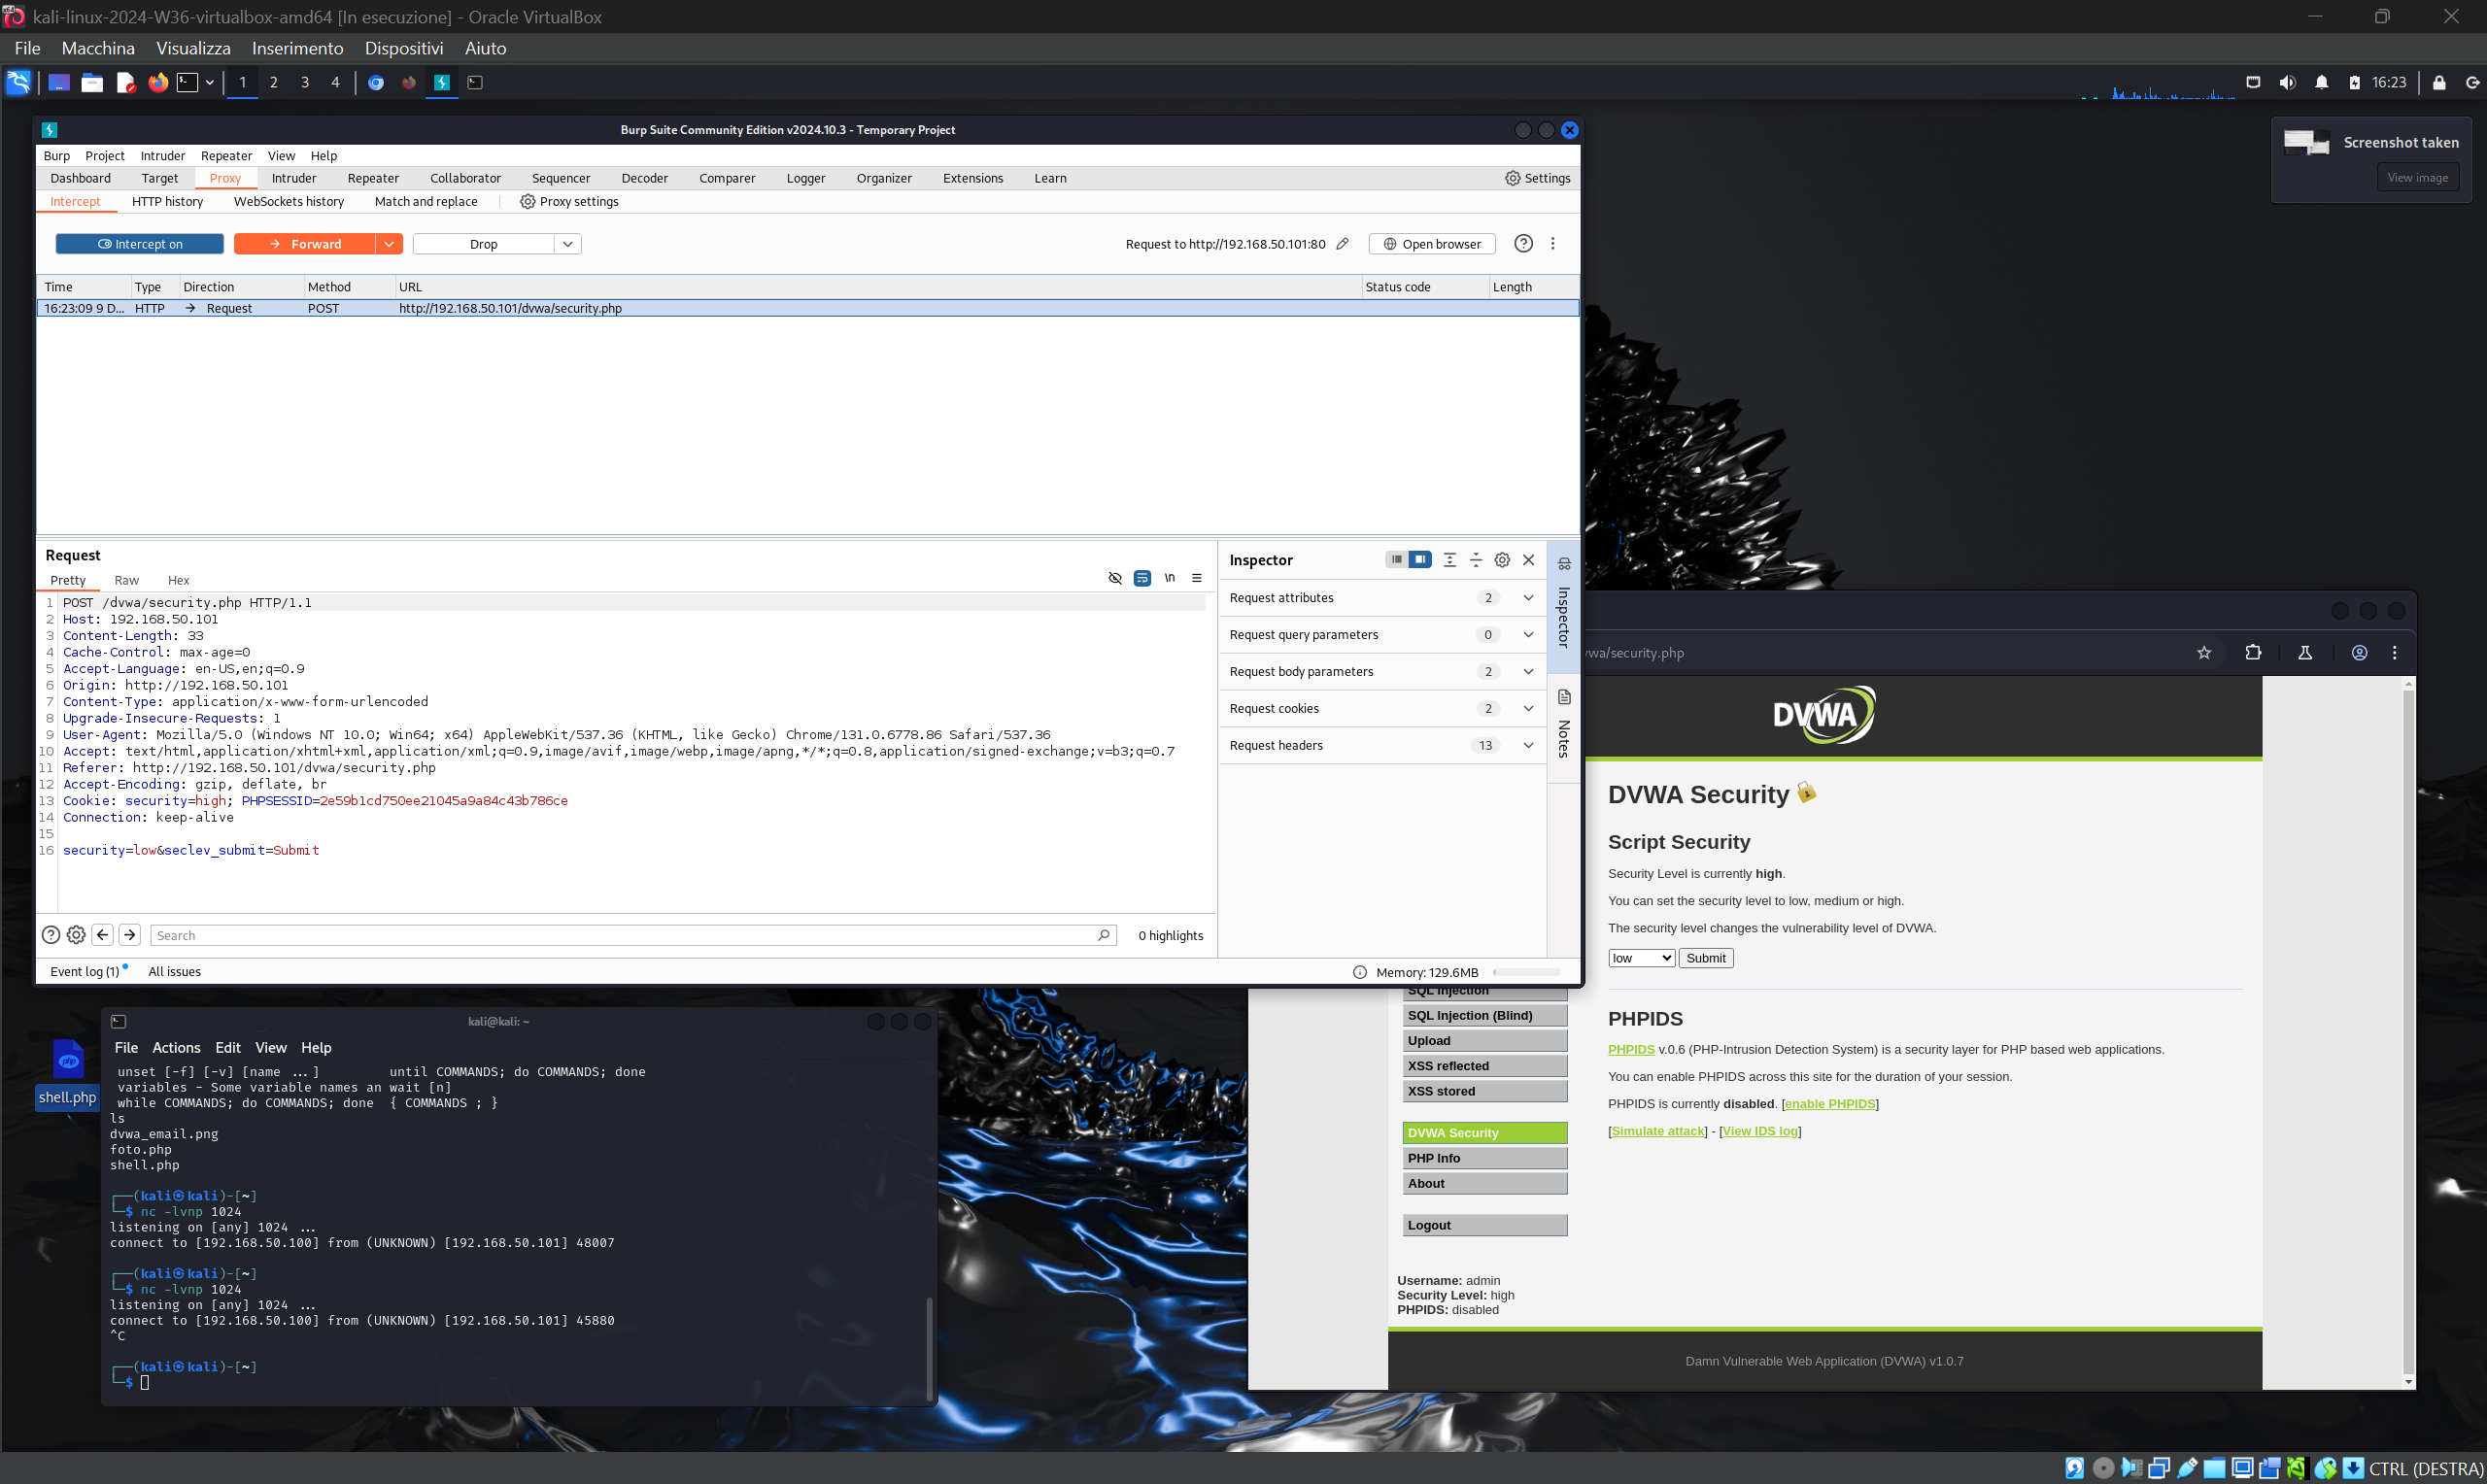 kali-linux-2024-W36-virtualbox-amd64 [In esecuzione] - Oracle VirtualBox
File Macchina Visualizza Inserimento Dispositivi Aiuto
1 2 3 4
16:23
Screenshot taken
View image
Burp Suite Community Edition v2024.10.3 - Temporary Project
Burp Project Intruder Repeater View Help
Dashboard Target Proxy Intruder Repeater Collaborator Sequencer Decoder Comparer Logger Organizer Extensions Learn Settings
Intercept HTTP history WebSockets history Match and replace Proxy settings
Intercept on Forward Drop Request to http://192.168.50.101:80 Open browser
Time Type Direction Method URL Status code Length
16:23:09 9 D... HTTP → Request POST http://192.168.50.101/dvwa/security.php
Request
Pretty Raw Hex \n
1 POST /dvwa/security.php HTTP/1.1
2 Host: 192.168.50.101
3 Content-Length: 33
4 Cache-Control: max-age=0
5 Accept-Language: en-US,en;q=0.9
6 Origin: http://192.168.50.101
7 Content-Type: application/x-www-form-urlencoded
8 Upgrade-Insecure-Requests: 1
9 User-Agent: Mozilla/5.0 (Windows NT 10.0; Win64; x64) AppleWebKit/537.36 (KHTML, like Gecko) Chrome/131.0.6778.86 Safari/537.36
10 Accept: text/html,application/xhtml+xml,application/xml;q=0.9,image/avif,image/webp,image/apng,*/*;q=0.8,application/signed-exchange;v=b3;q=0.7
11 Referer: http://192.168.50.101/dvwa/security.php
12 Accept-Encoding: gzip, deflate, br
13 Cookie: security=high; PHPSESSID=2e59b1cd750ee21045a9a84c43b786ce
14 Connection: keep-alive
15
16 security=low&seclev_submit=Submit
Search
0 highlights
Event log (1) All issues
Memory: 129.6MB
Inspector
Request attributes 2
Request query parameters 0
Request body parameters 2
Request cookies 2
Request headers 13
Inspector
Notes
vwa/security.php
DVWA
DVWA Security
Script Security
Security Level is currently high.
You can set the security level to low, medium or high.
The security level changes the vulnerability level of DVWA.
low Submit
PHPIDS
PHPIDS v.0.6 (PHP-Intrusion Detection System) is a security layer for PHP based web applications.
You can enable PHPIDS across this site for the duration of your session.
PHPIDS is currently disabled. [enable PHPIDS]
[Simulate attack] - [View IDS log]
SQL Injection
SQL Injection (Blind)
Upload
XSS reflected
XSS stored
DVWA Security
PHP Info
About
Logout
Username: admin
Security Level: high
PHPIDS: disabled
Damn Vulnerable Web Application (DVWA) v1.0.7
php
shell.php
kali@kali: ~
File Actions Edit View Help
unset [-f] [-v] [name ...] until COMMANDS; do COMMANDS; done
variables - Some variable names an wait [n]
while COMMANDS; do COMMANDS; done { COMMANDS ; }
ls
dvwa_email.png
foto.php
shell.php
┌──(kali㉿kali)-[~]
└─$ nc -lvnp 1024
listening on [any] 1024 ...
connect to [192.168.50.100] from (UNKNOWN) [192.168.50.101] 48007
┌──(kali㉿kali)-[~]
└─$ nc -lvnp 1024
listening on [any] 1024 ...
connect to [192.168.50.100] from (UNKNOWN) [192.168.50.101] 45880
^C
┌──(kali㉿kali)-[~]
└─$
CTRL (DESTRA)